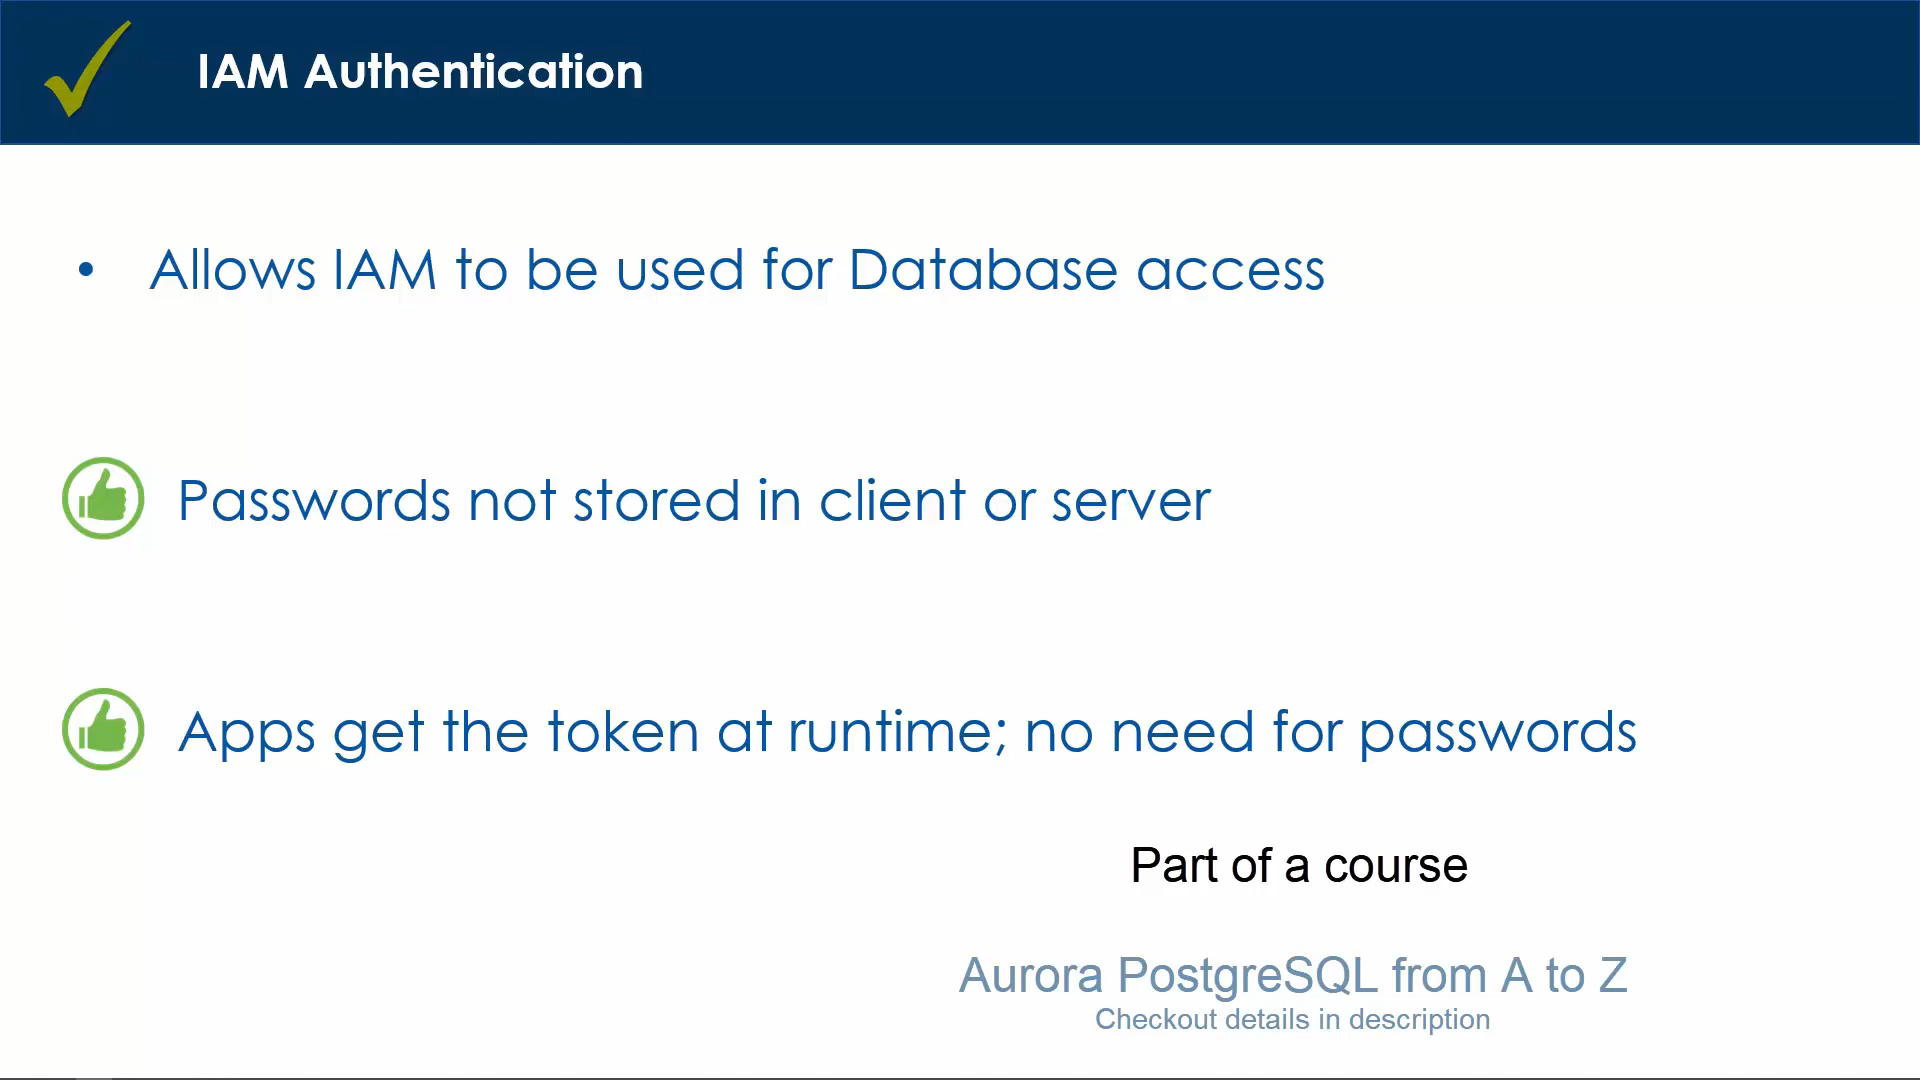 IAM Authentication
• Allows IAM to be used for Database access
Passwords not stored in client or server
Apps get the token at runtime; no need for passwords
Part of a course
Aurora PostgreSQL from A to Z
Checkout details in description